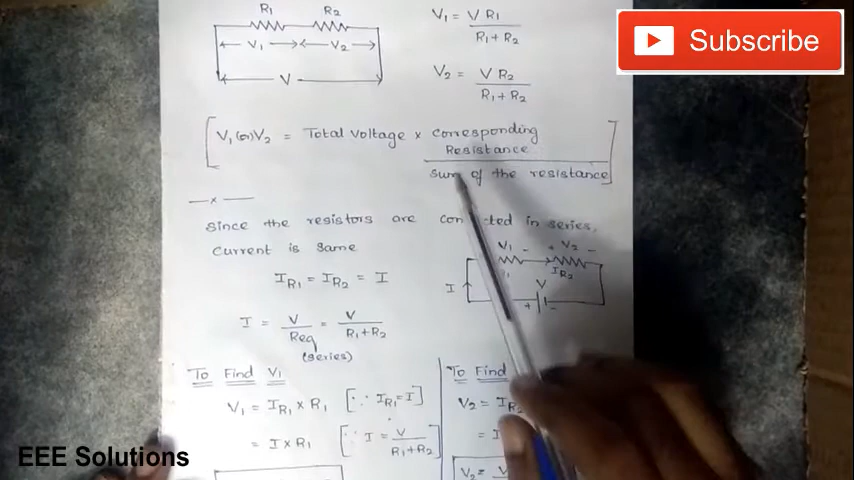 R1 R2
V1 V2
V
V1 = V R1
R1 + R2
V2 = V R2
R1 + R2
Subscribe
[V1 (or) V2 = Total voltage × corresponding
Resistance
sum of the resistance]
— × —
since the resistors are in series,
current is same
V1 - + V2 -
IR2
I V
+ -
IR1 = IR2 = I
I = V = V
Req R1+R2
(series)
To Find V1
V1 = IR1 × R1 [∵ IR1 = I]
= I × R1 [∵ I = V
R1+R2]
To Find
V2 = IR2
= I
V2 = V
EEE Solutions